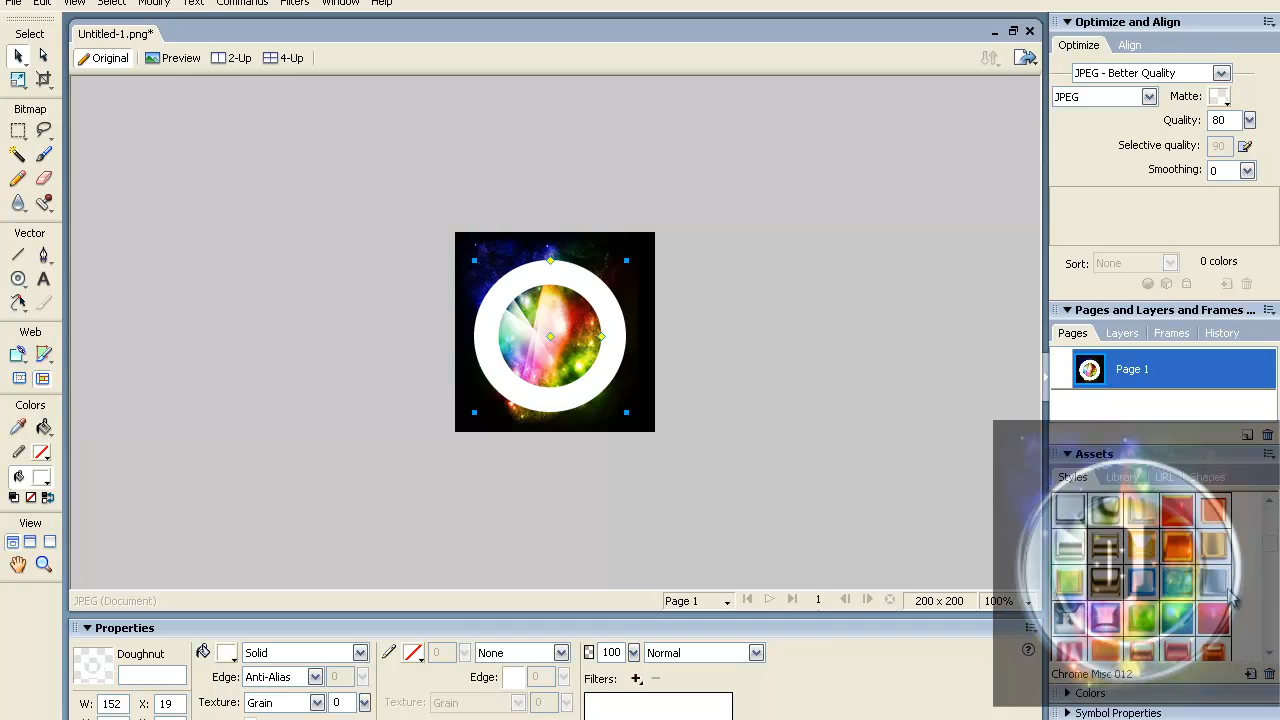 File Edit View Select Modify Text Commands Filters Window Help
Select
Bitmap
Vector
Web
Colors
View
Untitled-1.png*
Original Preview 2-Up 4-Up
JPEG (Document)
Page 1
1
200 x 200
100%
Properties
Doughnut
W: 152 X: 19
Solid
Edge: Anti-Alias 0
Texture: Grain 0
0 None
Edge: 0
Texture: Grain 0
100 Normal
Filters:
Optimize and Align
Optimize Align
JPEG - Better Quality
JPEG Matte:
Quality: 80
Selective quality: 90
Smoothing: 0
Sort: None 0 colors
Pages and Layers and Frames ...
Pages Layers Frames History
Page 1
Assets
Styles Library URL Shapes
Chrome Misc 012
Colors
Symbol Properties